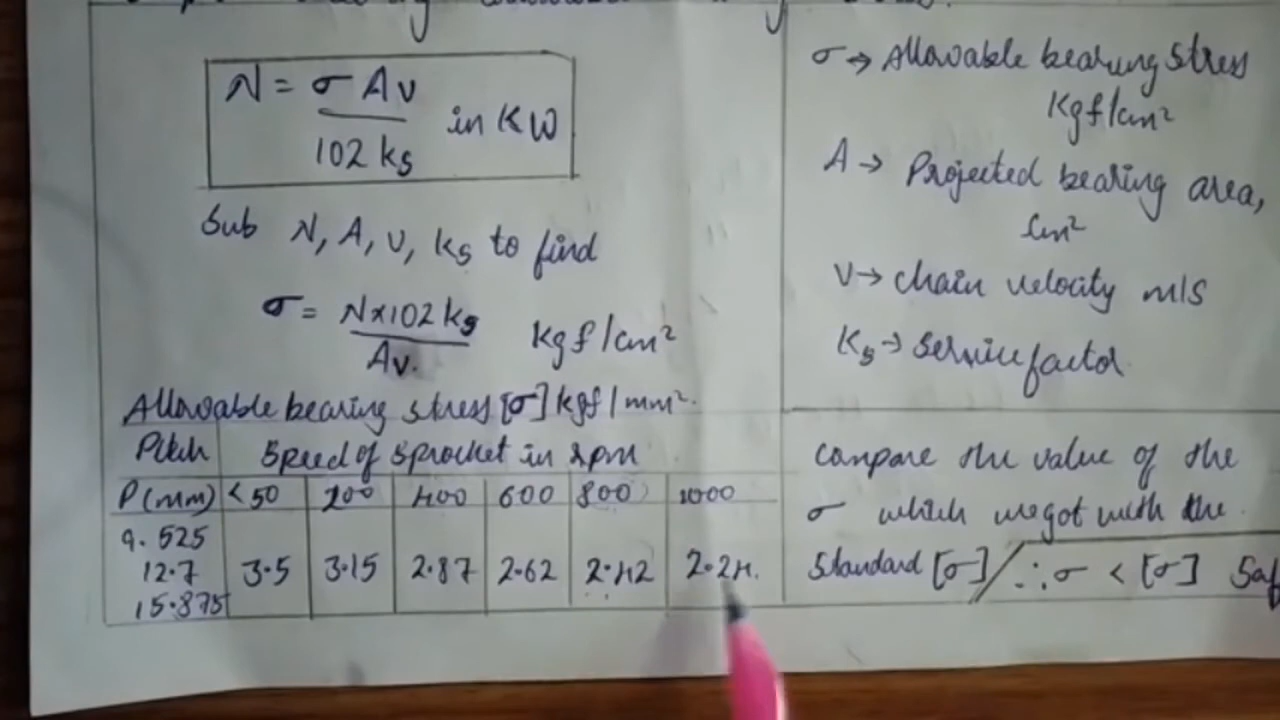 N = σ Av / 102 ks in KW
Sub N, A, v, ks to find
σ = N×102 ks / Av. kgf/cm²
σ → Allowable bearing stress
Kgf/cm²
A → Projected bearing area,
cm²
V → chain velocity m/s
Ks → service factor
Allowable bearing stress [σ] kgf/mm².
Pitch Speed of sprocket in rpm
P(mm) <50 200 400 600 800 1000
9.525
12.7 3.5 3.15 2.87 2.62 2.42 2.24.
15.875
compare the value of the
σ which we got with the
Standard [σ] / ∴ σ < [σ] Saf